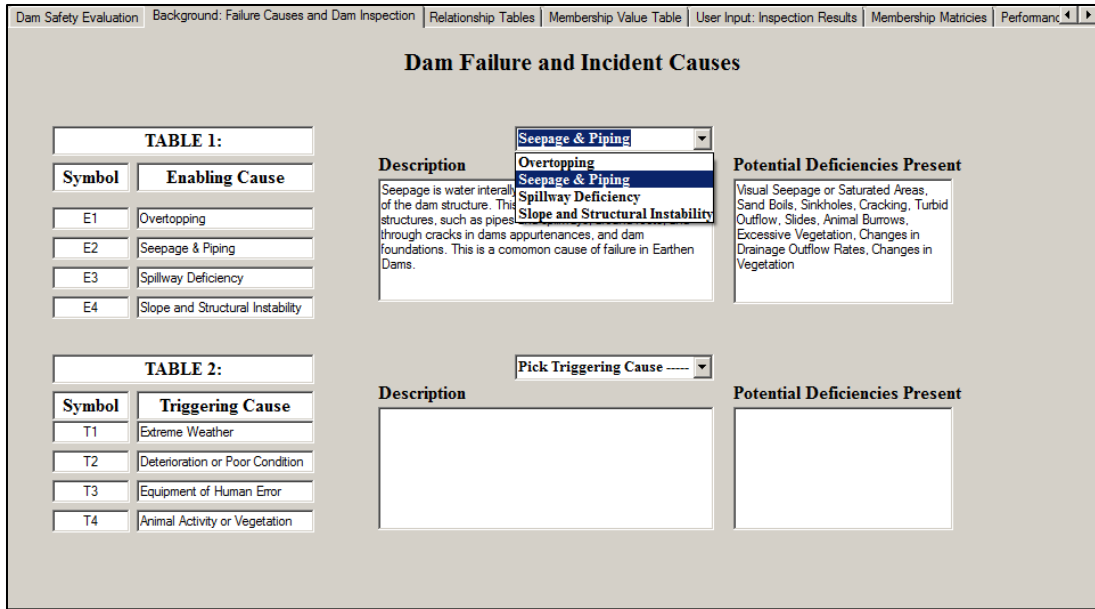 Dam Safety Evaluation
Background: Failure Causes and Dam Inspection
Relationship Tables
Membership Value Table
User Input: Inspection Results
Membership Matricies
Dam Failure and Incident Causes
TABLE 1:
Symbol
Enabling Cause
E1
Overtopping
E2
Seepage & Piping
E3
Spillway Deficiency
E4
Slope and Structural Instability
Seepage & Piping
Overtopping
Seepage & Piping
Spillway Deficiency
Slope and Structural Instability
Description
Seepage is water interally
of the dam structure. This
structures, such as pipes
through cracks in dams appurtenances, and dam
foundations. This is a comomon cause of failure in Earthen
Dams.
Potential Deficiencies Present
Visual Seepage or Saturated Areas,
Sand Boils, Sinkholes, Cracking, Turbid
Outflow, Slides, Animal Burrows,
Excessive Vegetation, Changes in
Drainage Outflow Rates, Changes in
Vegetation
TABLE 2:
Symbol
Triggering Cause
T1
Extreme Weather
T2
Deterioration or Poor Condition
T3
Equipment of Human Error
T4
Animal Activity or Vegetation
Pick Triggering Cause -----
Description
Potential Deficiencies Present